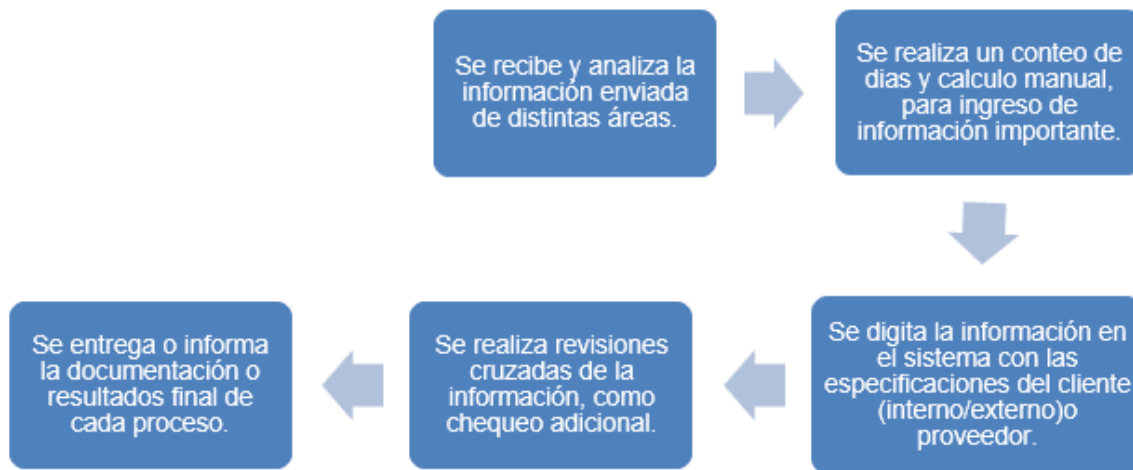 Se recibe y analiza la
información enviada
de distintas áreas.
Se realiza un conteo de
dias y calculo manual,
para ingreso de
información importante.
Se digita la información en
el sistema con las
especificaciones del cliente
(interno/externo)o
proveedor.
Se realiza revisiones
cruzadas de la
información, como
chequeo adicional.
Se entrega o informa
la documentación o
resultados final de
cada proceso.